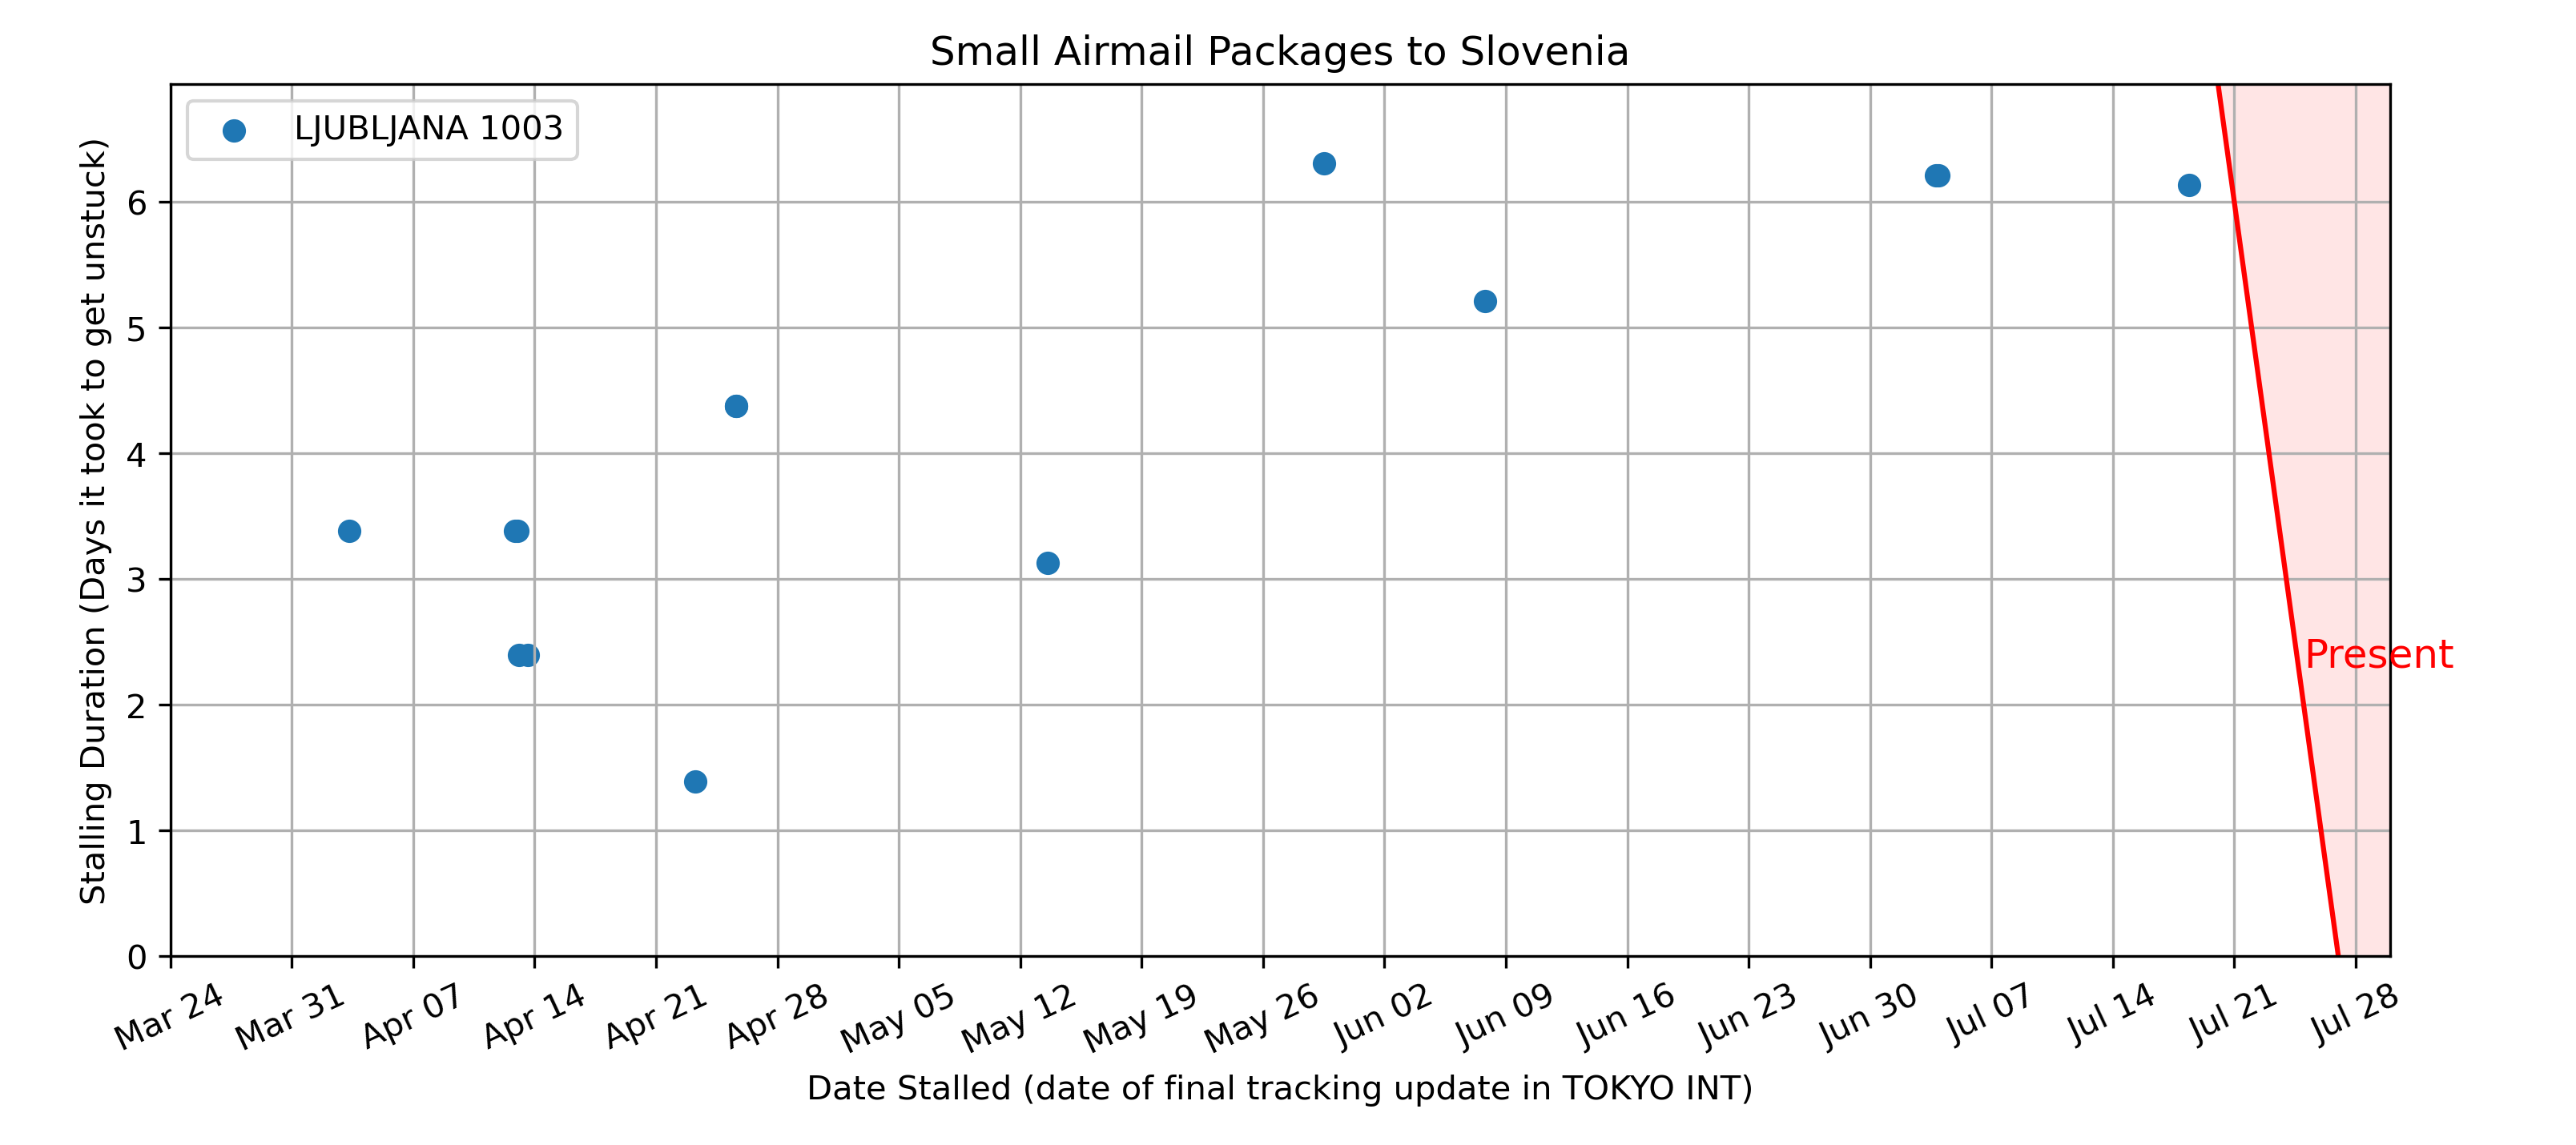 Small Airmail Packages to Slovenia
LJUBLJANA 1003
Stalling Duration (Days it took to get unstuck)
6
5
4
3
2
1
0
Present
Mar 24
Mar 31
Apr 07
Apr 14
Apr 21
Apr 28
May 05
May 12
May 19
May 26
Jun 02
Jun 09
Jun 16
Jun 23
Jun 30
Jul 07
Jul 14
Jul 21
Jul 28
Date Stalled (date of final tracking update in TOKYO INT)